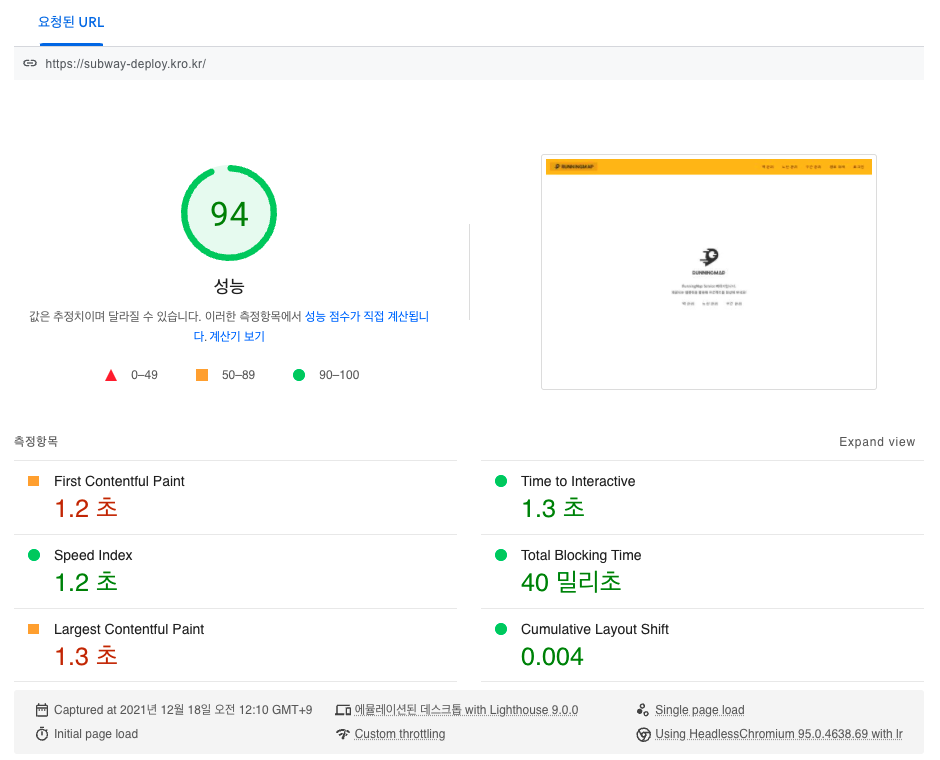 요청된 URL
https://subway-deploy.kro.kr/
94
성능
값은 추정치이며 달라질 수 있습니다. 이러한 측정항목에서 성능 점수가 직접 계산됩니
다. 계산기 보기
0–49
50–89
90–100
RUNNINGMAP
RUNNINGMAP
측정항목
Expand view
First Contentful Paint
1.2 초
Time to Interactive
1.3 초
Speed Index
1.2 초
Total Blocking Time
40 밀리초
Largest Contentful Paint
1.3 초
Cumulative Layout Shift
0.004
Captured at 2021년 12월 18일 오전 12:10 GMT+9
에뮬레이션된 데스크톱 with Lighthouse 9.0.0
Single page load
Initial page load
Custom throttling
Using HeadlessChromium 95.0.4638.69 with lr